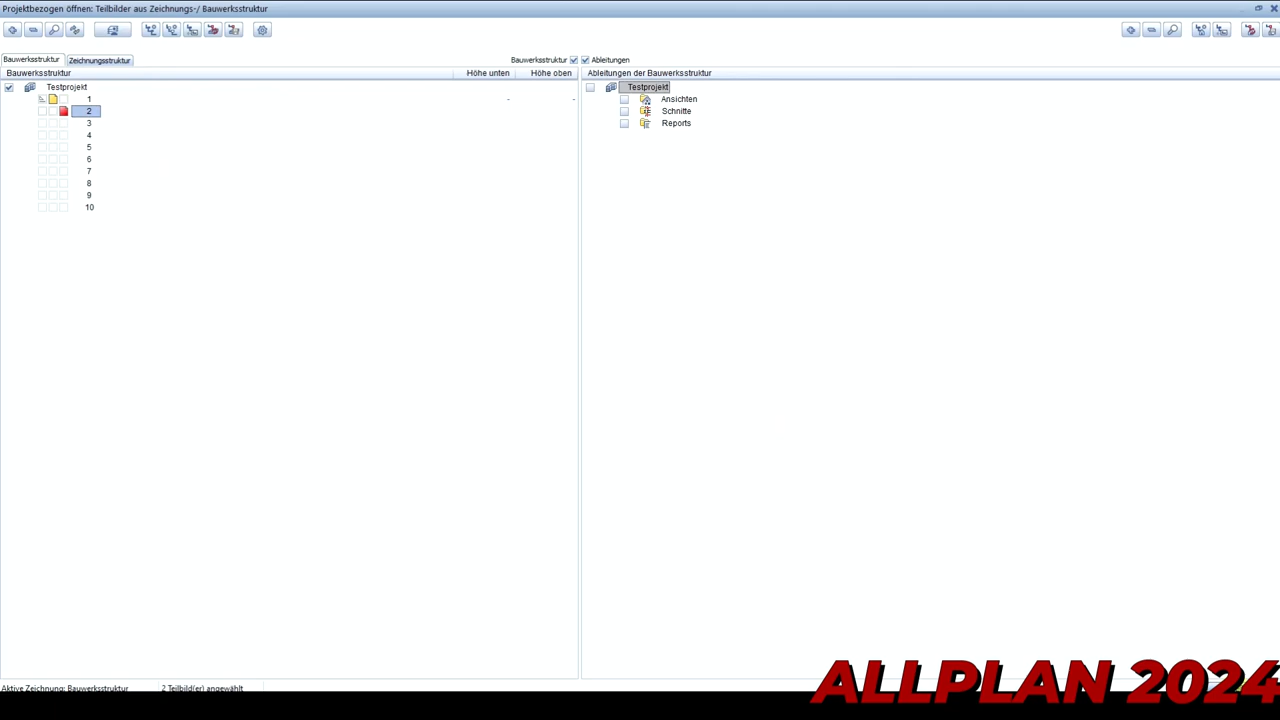 Projektbezogen öffnen: Teilbilder aus Zeichnungs-/ Bauwerksstruktur
Bauwerksstruktur Zeichnungsstruktur Bauwerksstruktur Ableitungen
Bauwerksstruktur Höhe unten Höhe oben Ableitungen der Bauwerksstruktur
Testprojekt Testprojekt
1 - - Ansichten
2 Schnitte
3 Reports
4
5
6
7
8
9
10
Aktive Zeichnung: Bauwerksstruktur 2 Teilbild(er) angewählt
ALLPLAN 2024